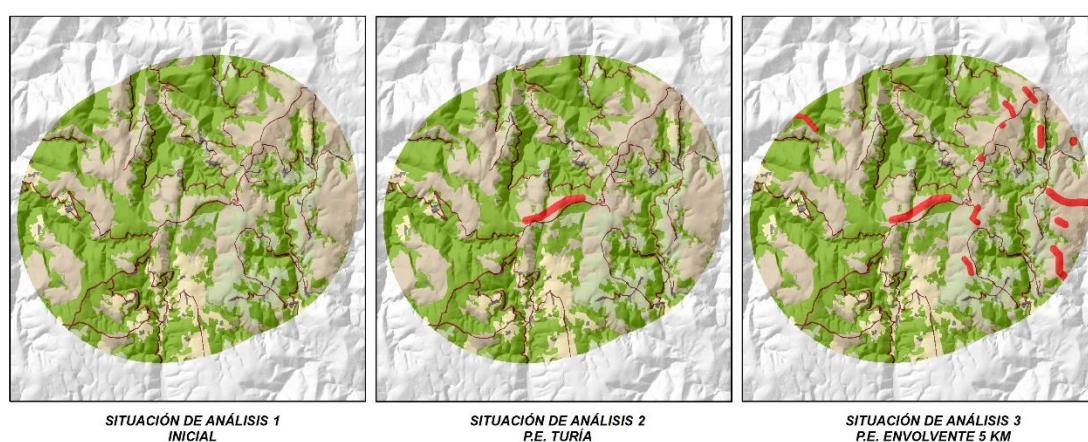 SITUACIÓN DE ANÁLISIS 1
INICIAL
SITUACIÓN DE ANÁLISIS 2
P.E. TURÍA
SITUACIÓN DE ANÁLISIS 3
P.E. ENVOLVENTE 5 KM